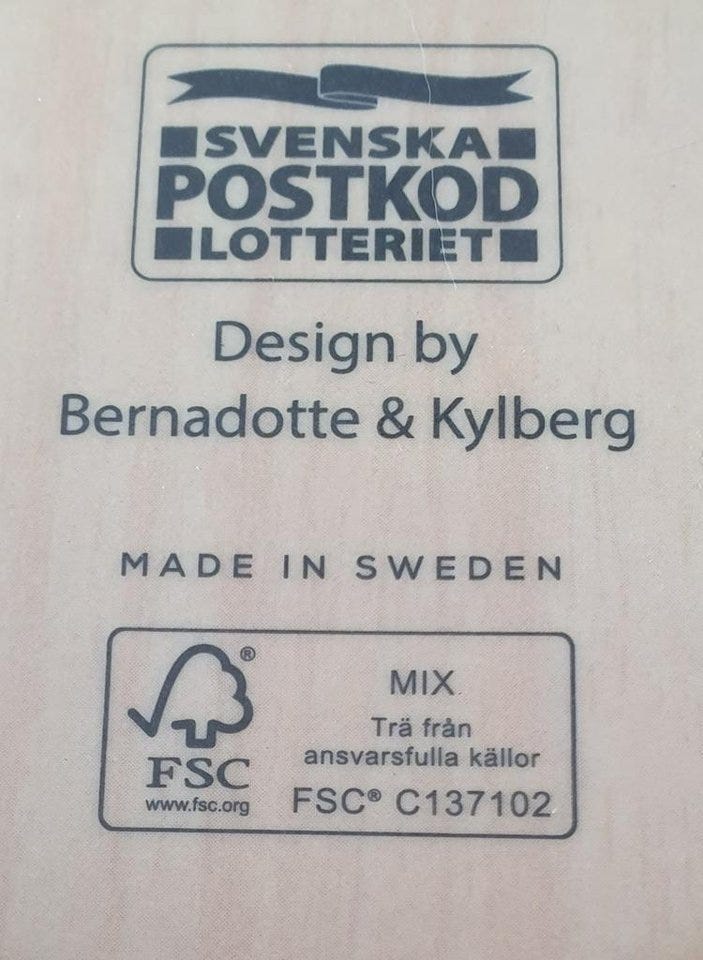 SVENSKA
POSTKOD
LOTTERIET
Design by
Bernadotte & Kylberg
MADE IN SWEDEN
®
FSC
www.fsc.org
MIX
Trä från
ansvarsfulla källor
FSC® C137102